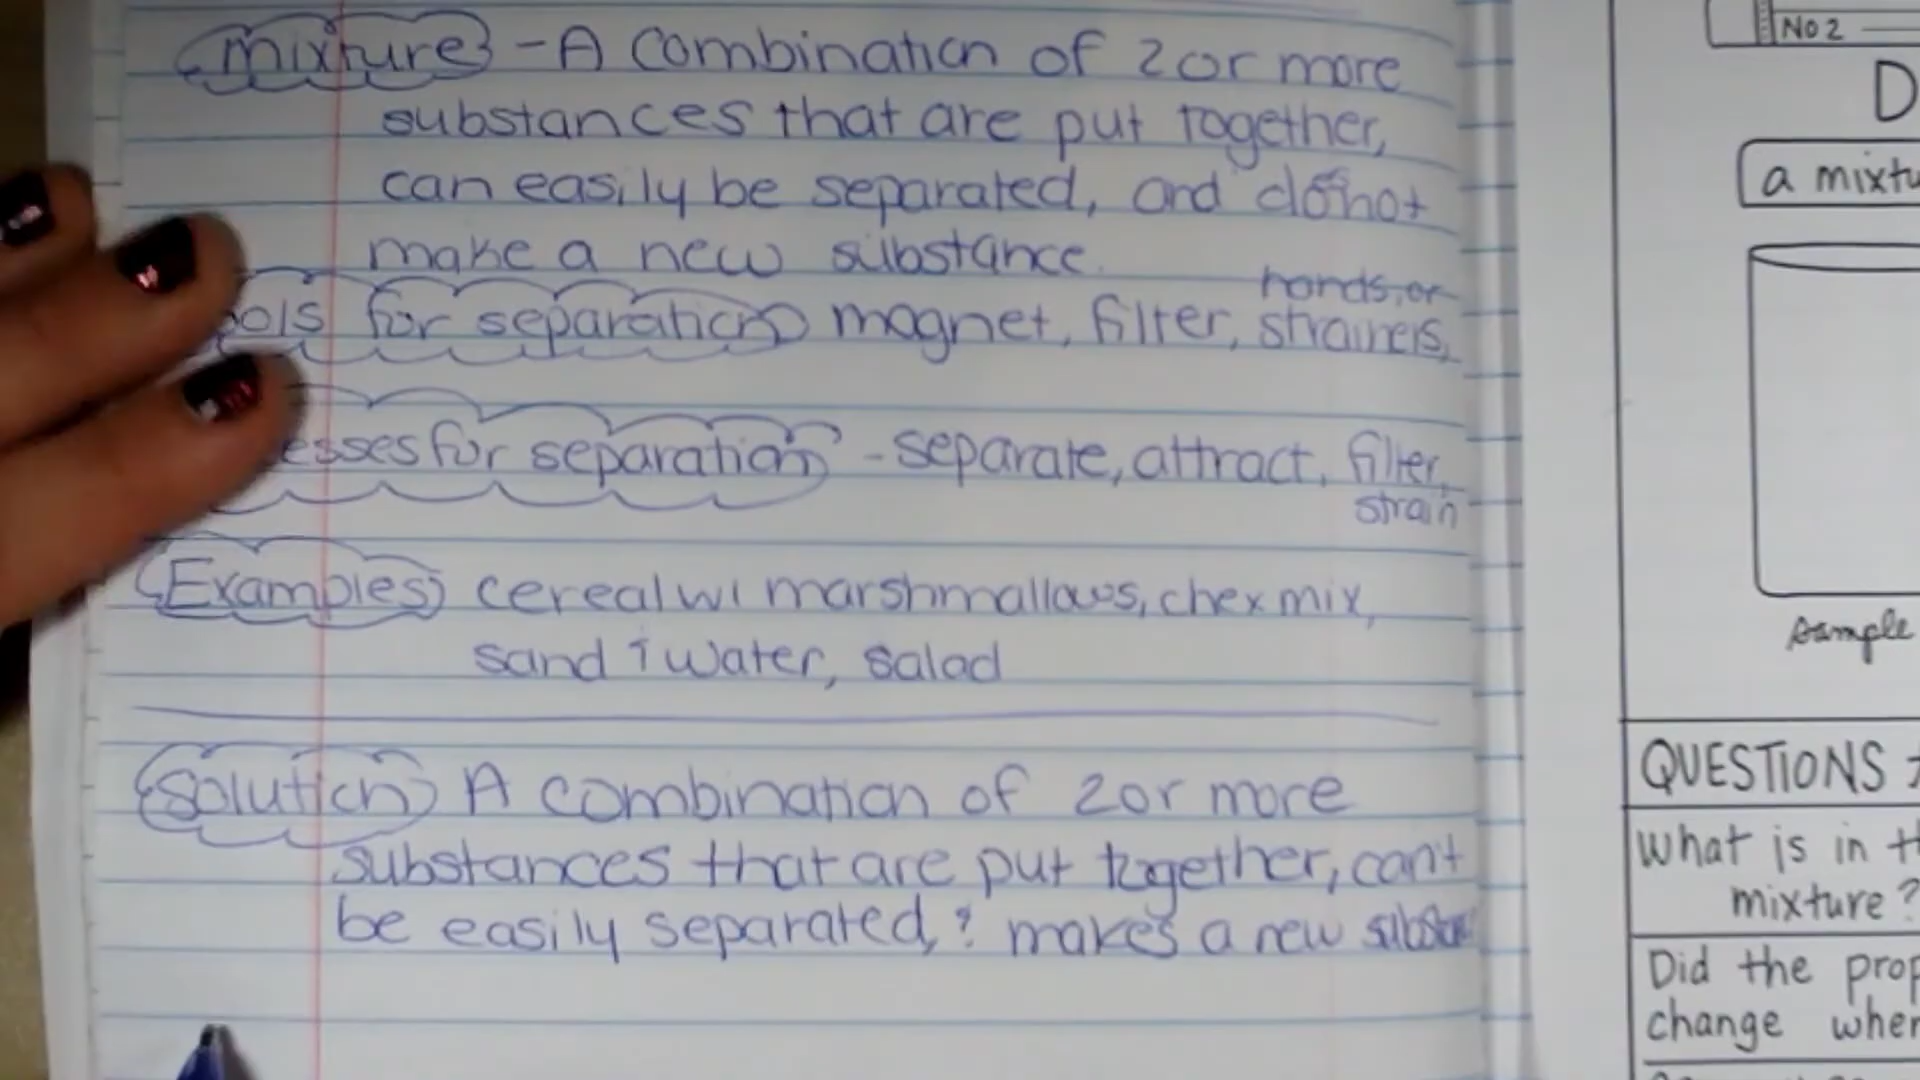 mixture - A combination of 2 or more
substances that are put together,
can easily be separated, and do not
make a new substance.
hands, or
ools for separation magnet, filter, strainers,
esses for separation - separate, attract, filter,
strain
Examples cereal w/ marshmallows, chex mix,
sand & water, salad
Solution A combination of 2 or more
substances that are put together, can't
be easily separated, & makes a new
No 2
D
a mixtu
sample
QUESTIONS
What is in th
mixture?
Did the prop
change when